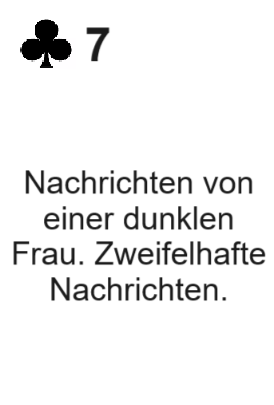 ♣ 7
Nachrichten von
einer dunklen
Frau. Zweifelhafte
Nachrichten.